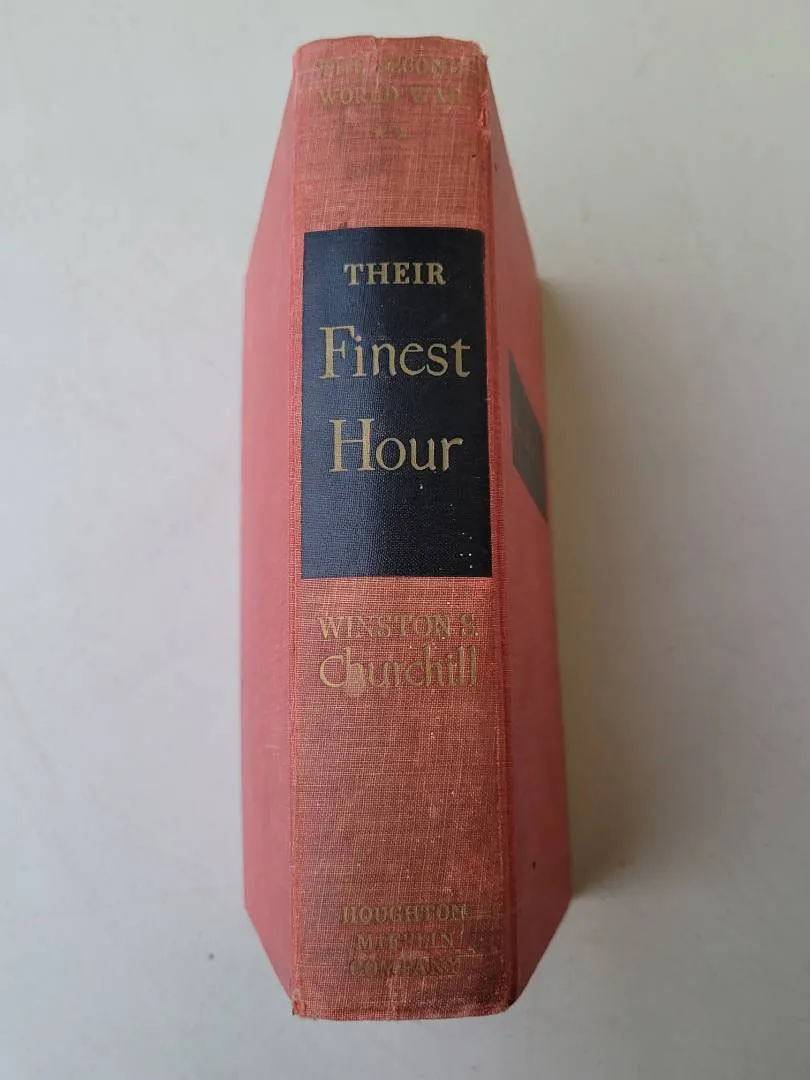 THE SECOND
WORLD WAR
★ ★
THEIR
Finest
Hour
WINSTON S.
Churchill
HOUGHTON
MIFFLIN
COMPANY